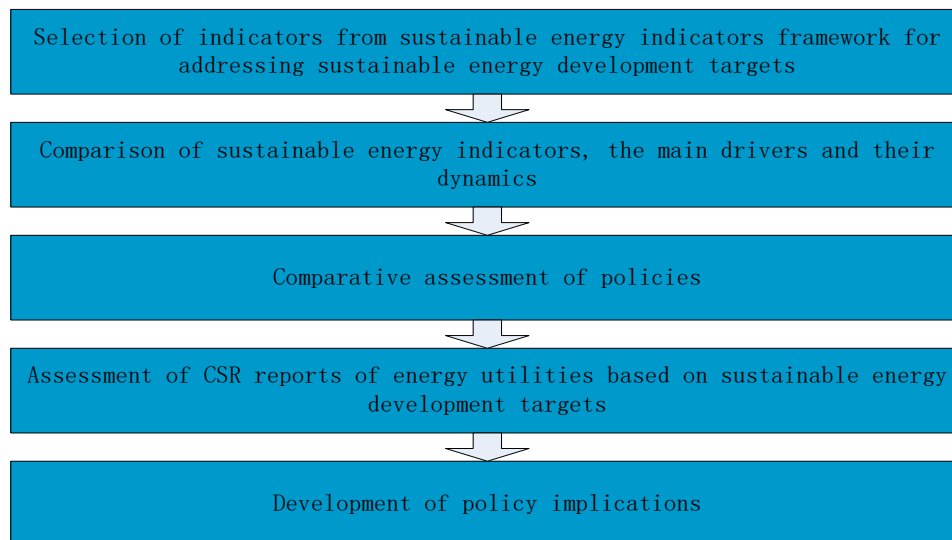 Selection of indicators from sustainable energy indicators framework for
addressing sustainable energy development targets
Comparison of sustainable energy indicators, the main drivers and their
dynamics
Comparative assessment of policies
Assessment of CSR reports of energy utilities based on sustainable energy
development targets
Development of policy implications